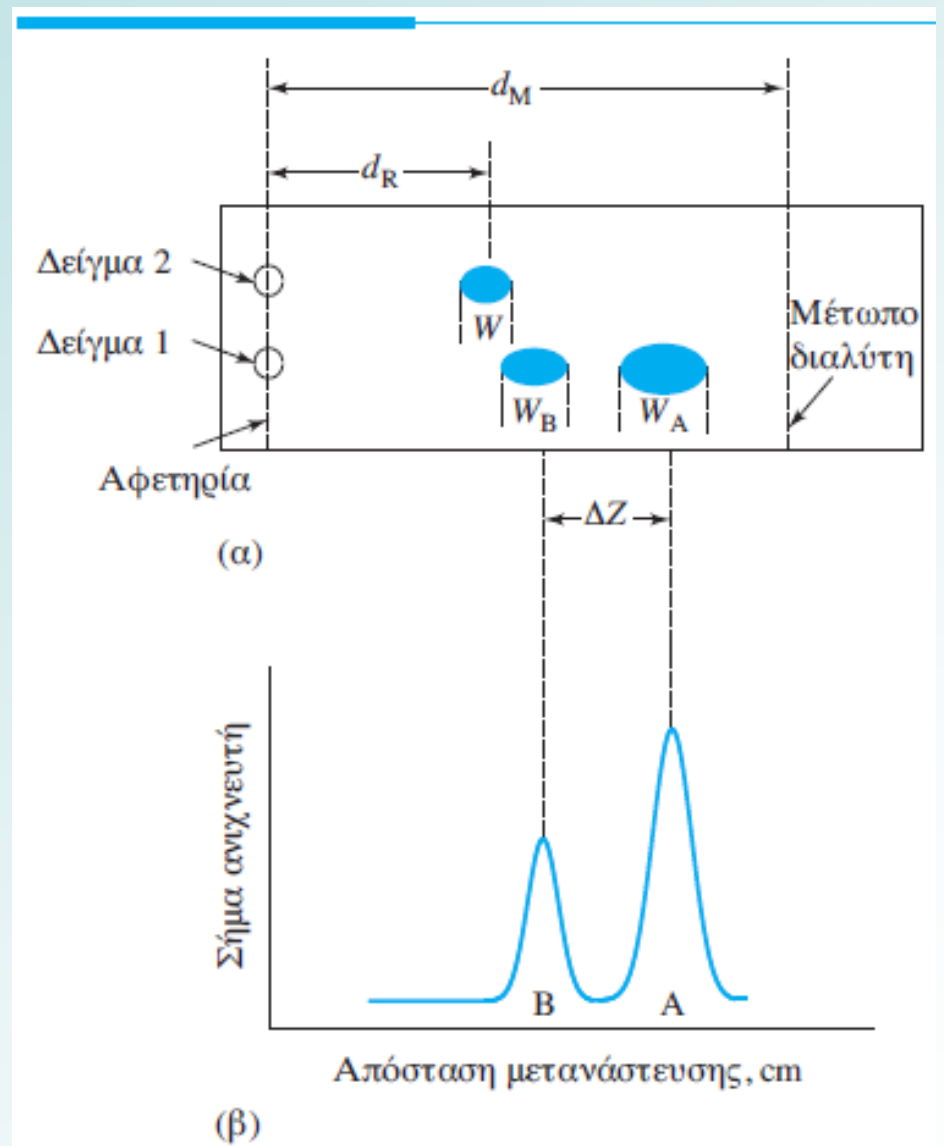 d_M
d_R
Δείγμα 2
Δείγμα 1
W
W_B
W_A
Μέτωπο
διαλύτη
Αφετηρία
ΔZ
(α)
Σήμα ανιχνευτή
B
A
Απόσταση μετανάστευσης, cm
(β)